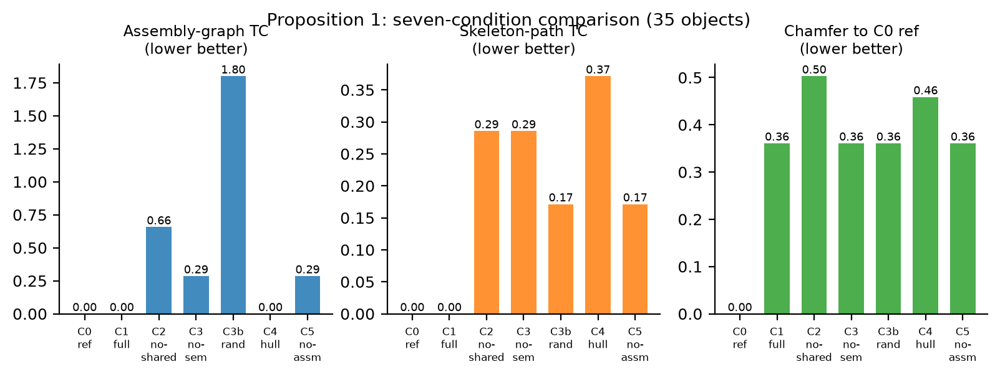 Proposition 1: seven-condition comparison (35 objects)
Assembly-graph TC
(lower better)
1.75
1.50
1.25
1.00
0.75
0.50
0.25
0.00
0.00
0.00
0.66
0.29
1.80
0.00
0.29
C0
ref
C1
full
C2
no-
shared
C3
no-
sem
C3b
rand
C4
hull
C5
no-
assm
Skeleton-path TC
(lower better)
0.35
0.30
0.25
0.20
0.15
0.10
0.05
0.00
0.00
0.00
0.29
0.29
0.17
0.37
0.17
C0
ref
C1
full
C2
no-
shared
C3
no-
sem
C3b
rand
C4
hull
C5
no-
assm
Chamfer to C0 ref
(lower better)
0.5
0.4
0.3
0.2
0.1
0.0
0.00
0.36
0.50
0.36
0.36
0.46
0.36
C0
ref
C1
full
C2
no-
shared
C3
no-
sem
C3b
rand
C4
hull
C5
no-
assm